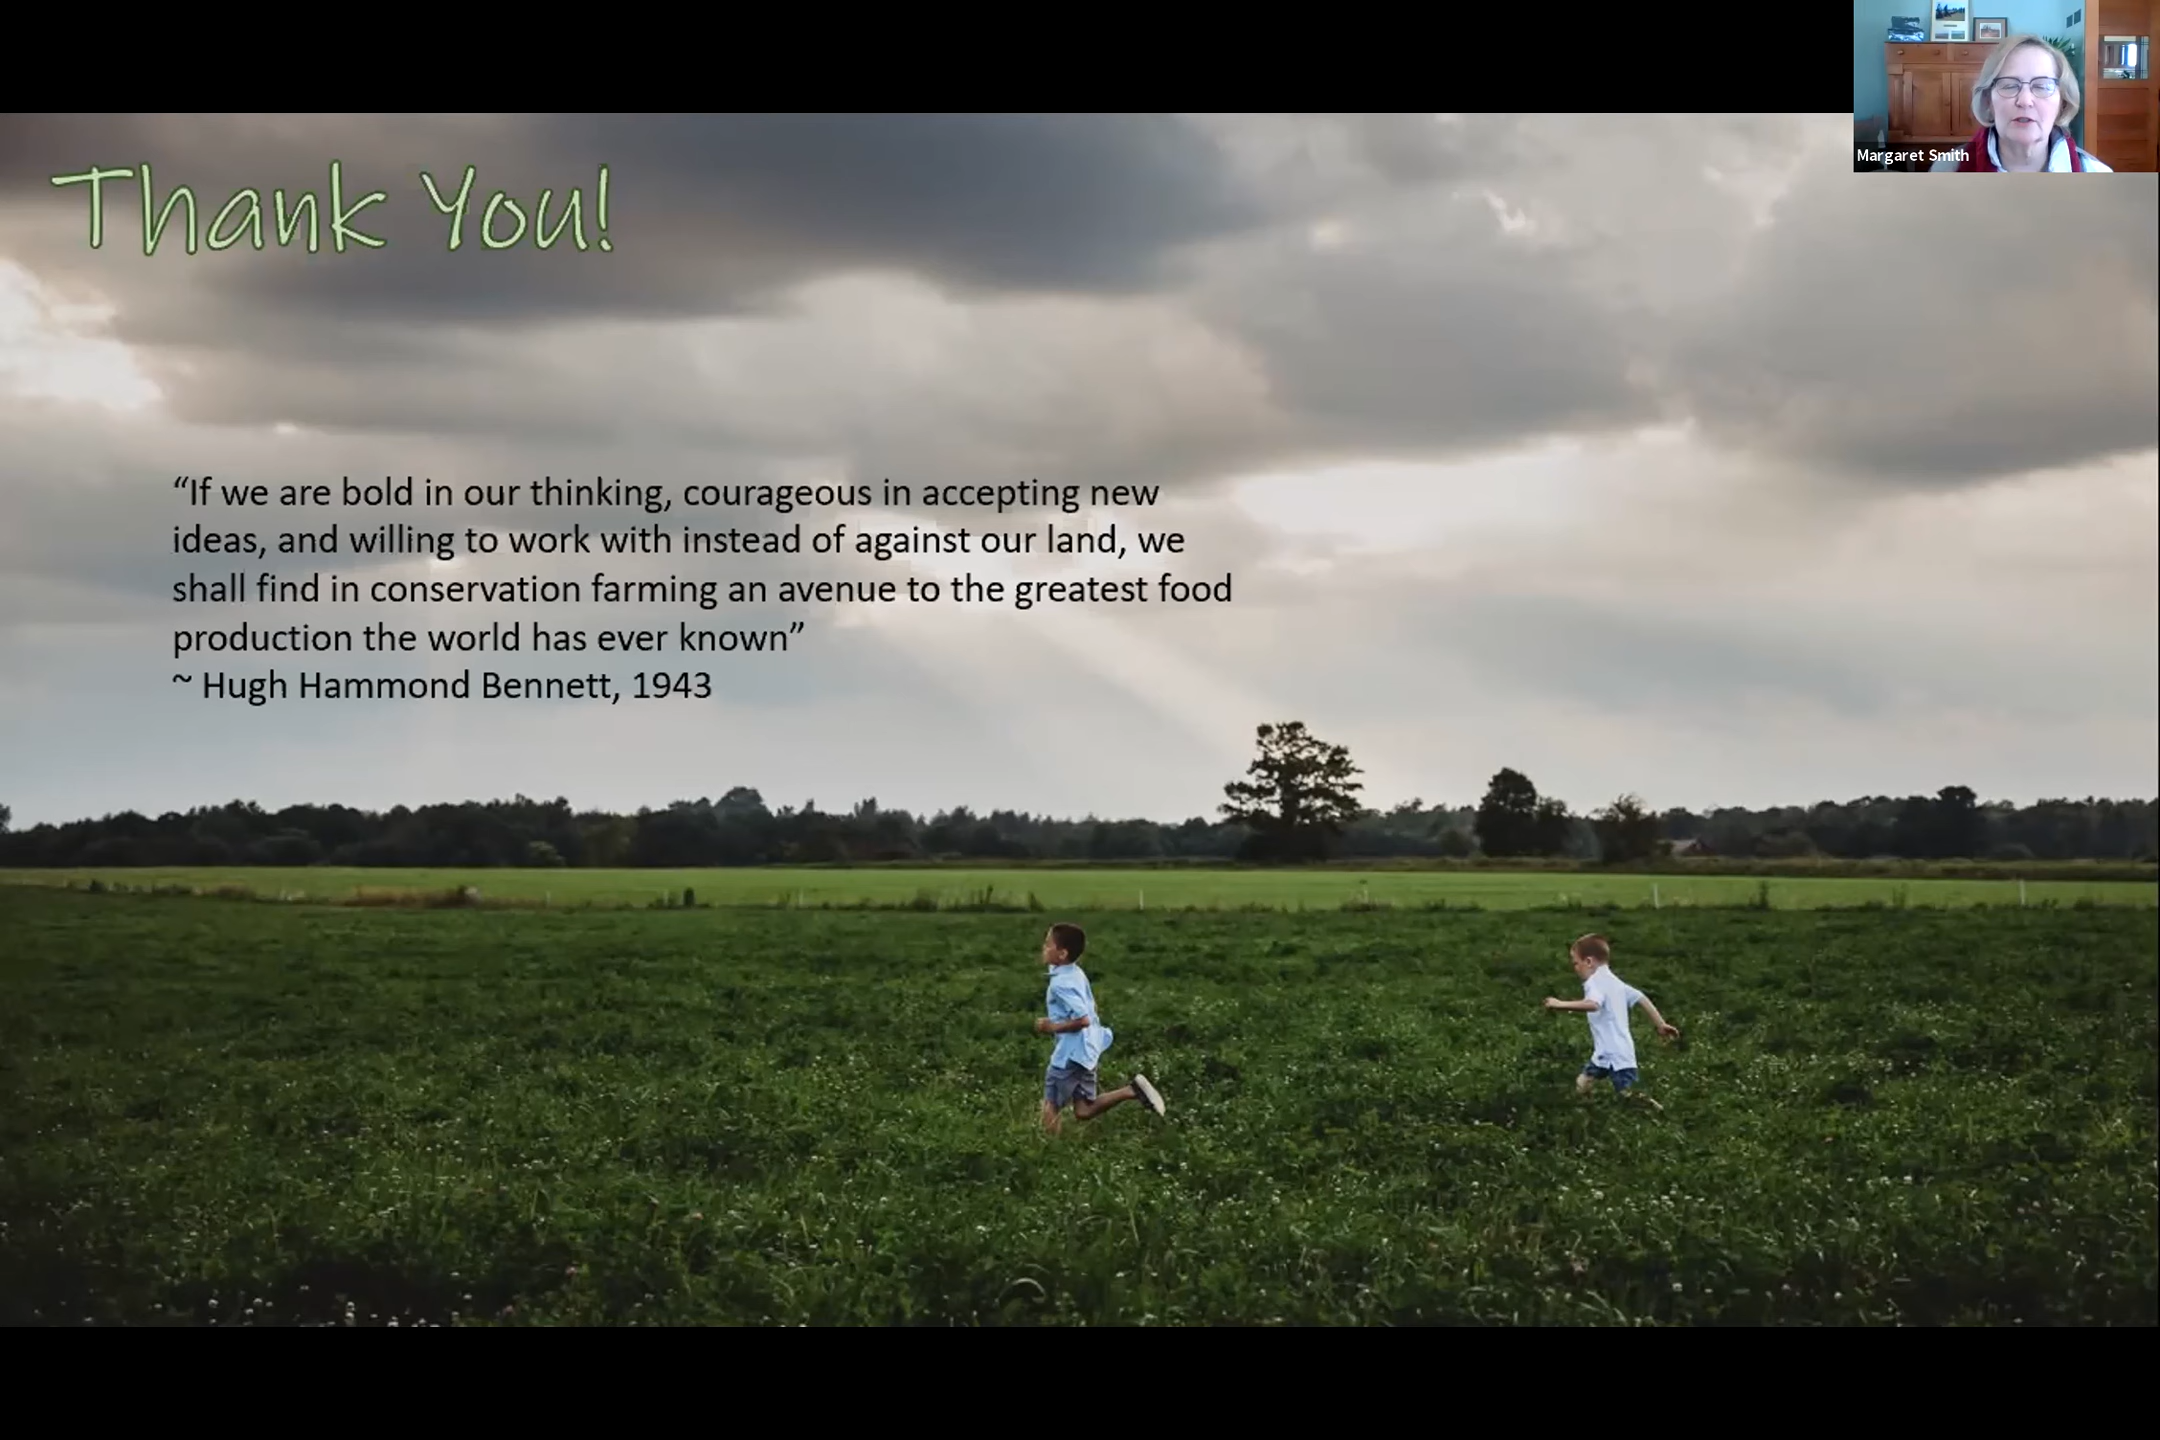 Margaret Smith
Thank You!
“If we are bold in our thinking, courageous in accepting new
ideas, and willing to work with instead of against our land, we
shall find in conservation farming an avenue to the greatest food
production the world has ever known”
~ Hugh Hammond Bennett, 1943